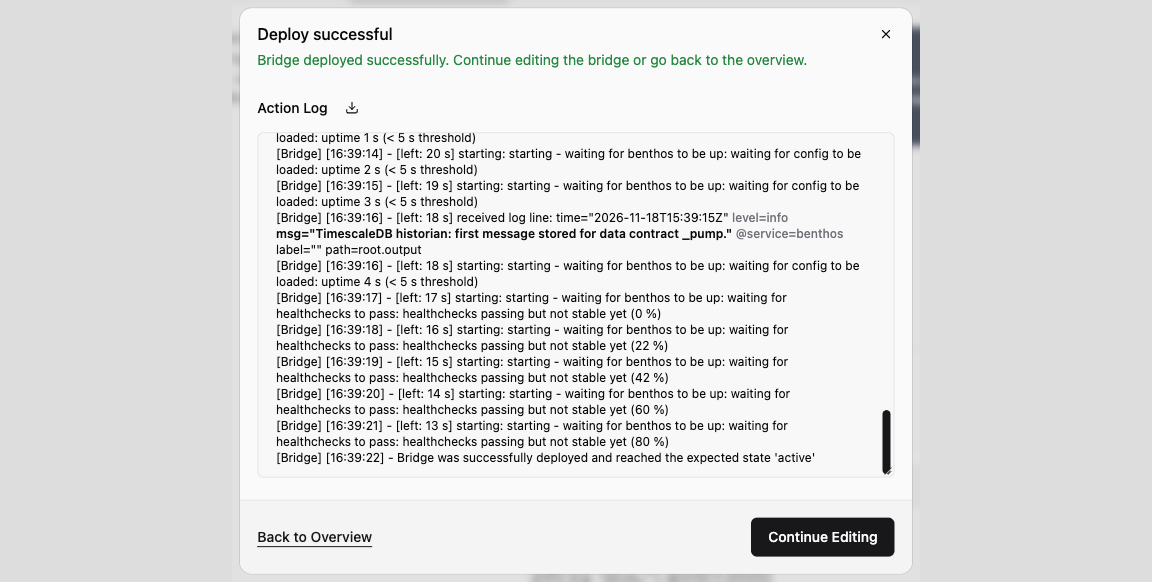 Deploy successful
Bridge deployed successfully. Continue editing the bridge or go back to the overview.
Action Log
loaded: uptime 1 s (< 5 s threshold)
[Bridge] [16:39:14] - [left: 20 s] starting: starting - waiting for benthos to be up: waiting for config to be
loaded: uptime 2 s (< 5 s threshold)
[Bridge] [16:39:15] - [left: 19 s] starting: starting - waiting for benthos to be up: waiting for config to be
loaded: uptime 3 s (< 5 s threshold)
[Bridge] [16:39:16] - [left: 18 s] received log line: time="2026-11-18T15:39:15Z" level=info
msg="TimescaleDB historian: first message stored for data contract _pump." @service=benthos
label="" path=root.output
[Bridge] [16:39:16] - [left: 18 s] starting: starting - waiting for benthos to be up: waiting for config to be
loaded: uptime 4 s (< 5 s threshold)
[Bridge] [16:39:17] - [left: 17 s] starting: starting - waiting for benthos to be up: waiting for
healthchecks to pass: healthchecks passing but not stable yet (0 %)
[Bridge] [16:39:18] - [left: 16 s] starting: starting - waiting for benthos to be up: waiting for
healthchecks to pass: healthchecks passing but not stable yet (22 %)
[Bridge] [16:39:19] - [left: 15 s] starting: starting - waiting for benthos to be up: waiting for
healthchecks to pass: healthchecks passing but not stable yet (42 %)
[Bridge] [16:39:20] - [left: 14 s] starting: starting - waiting for benthos to be up: waiting for
healthchecks to pass: healthchecks passing but not stable yet (60 %)
[Bridge] [16:39:21] - [left: 13 s] starting: starting - waiting for benthos to be up: waiting for
healthchecks to pass: healthchecks passing but not stable yet (80 %)
[Bridge] [16:39:22] - Bridge was successfully deployed and reached the expected state 'active'
Back to Overview
Continue Editing